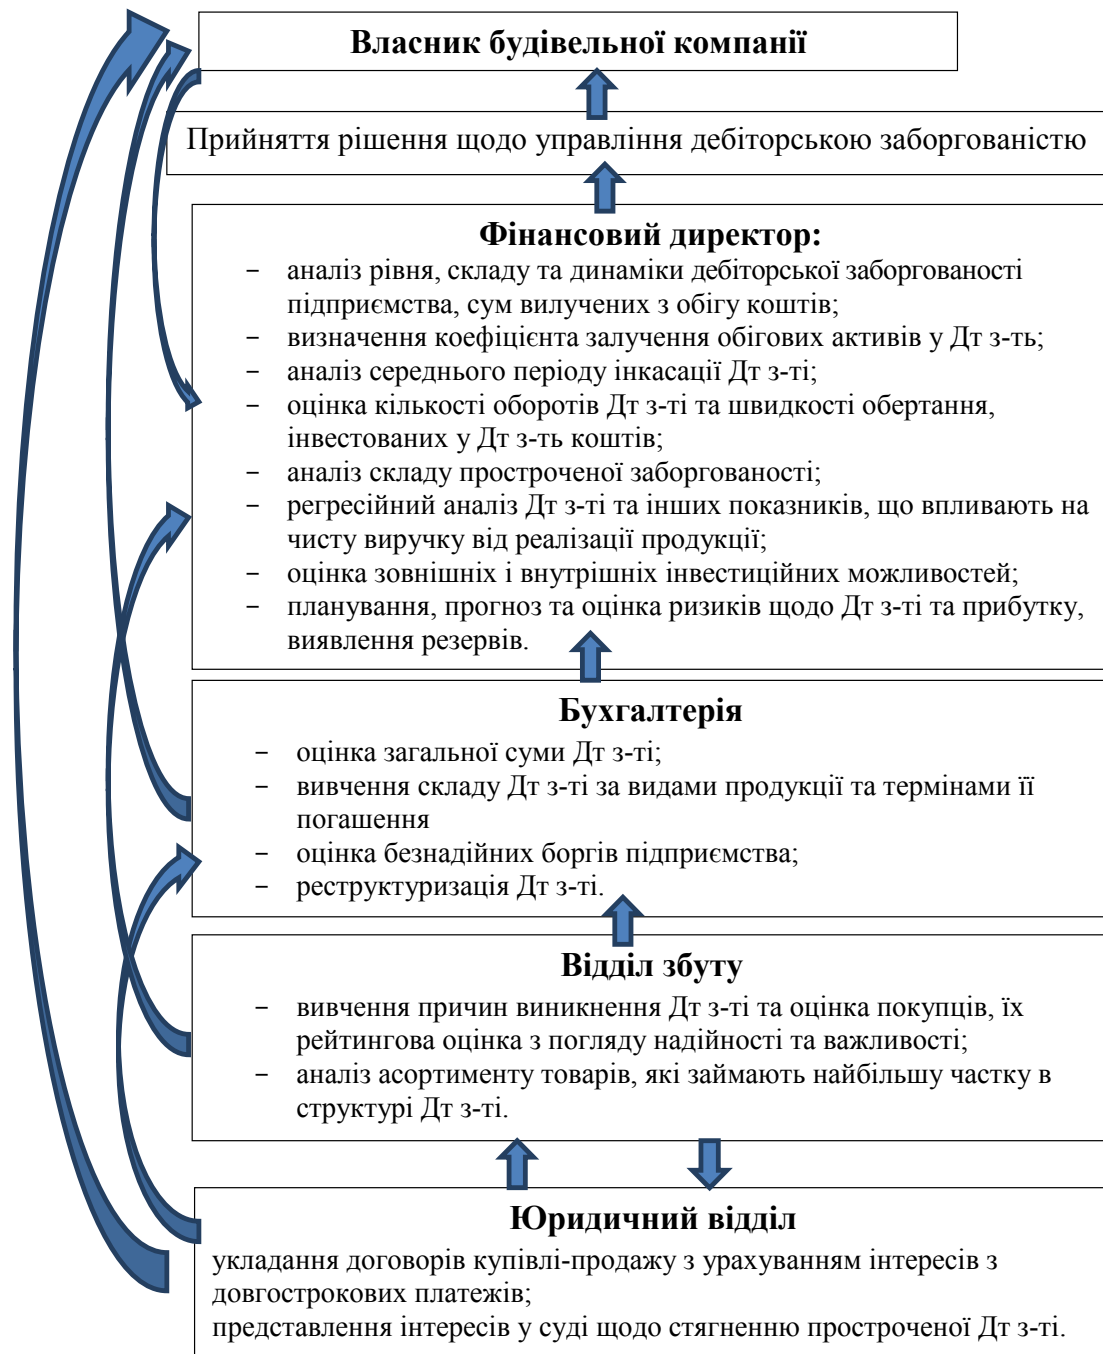 Власник будівельної компанії
Прийняття рішення щодо управління дебіторською заборгованістю
Фінансовий директор:
– аналіз рівня, складу та динаміки дебіторської заборгованості
підприємства, сум вилучених з обігу коштів;
– визначення коефіцієнта залучення обігових активів у Дт з-ть;
– аналіз середнього періоду інкасації Дт з-ті;
– оцінка кількості оборотів Дт з-ті та швидкості обертання,
інвестованих у Дт з-ть коштів;
– аналіз складу простроченої заборгованості;
– регресійний аналіз Дт з-ті та інших показників, що впливають на
чисту виручку від реалізації продукції;
– оцінка зовнішніх і внутрішніх інвестиційних можливостей;
– планування, прогноз та оцінка ризиків щодо Дт з-ті та прибутку,
виявлення резервів.
Бухгалтерія
– оцінка загальної суми Дт з-ті;
– вивчення складу Дт з-ті за видами продукції та термінами її
погашення
– оцінка безнадійних боргів підприємства;
– реструктуризація Дт з-ті.
Відділ збуту
– вивчення причин виникнення Дт з-ті та оцінка покупців, їх
рейтингова оцінка з погляду надійності та важливості;
– аналіз асортименту товарів, які займають найбільшу частку в
структурі Дт з-ті.
Юридичний відділ
укладання договорів купівлі-продажу з урахуванням інтересів з
довгострокових платежів;
представлення інтересів у суді щодо стягненню простроченої Дт з-ті.